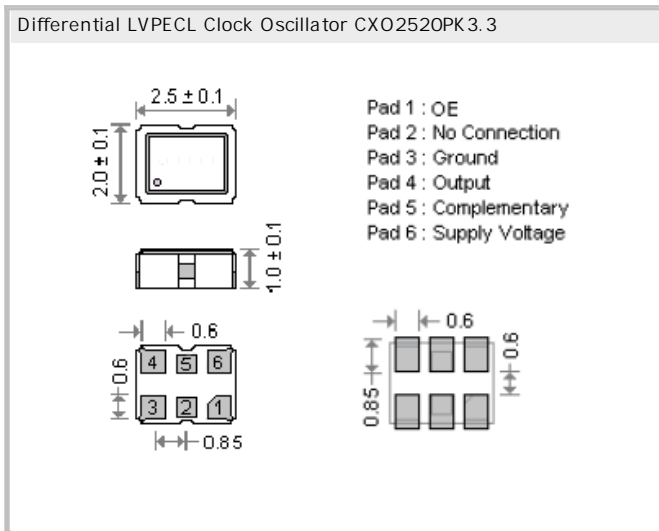 Differential LVPECL Clock Oscillator CXO2520PK3.3
2.5 ± 0.1
2.0 ± 0.1
Pad 1 : OE
Pad 2 : No Connection
Pad 3 : Ground
Pad 4 : Output
Pad 5 : Complementary
Pad 6 : Supply Voltage
1.0 ± 0.1
0.6
0.6
4 5 6
3 2 1
0.85
0.6
0.6
0.85